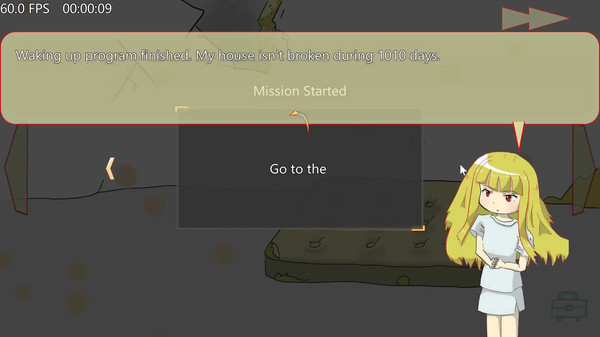 60.0 FPS 00:00:09
Waking up program finished. My house isn't broken during 1010 days.
Mission Started
Go to the